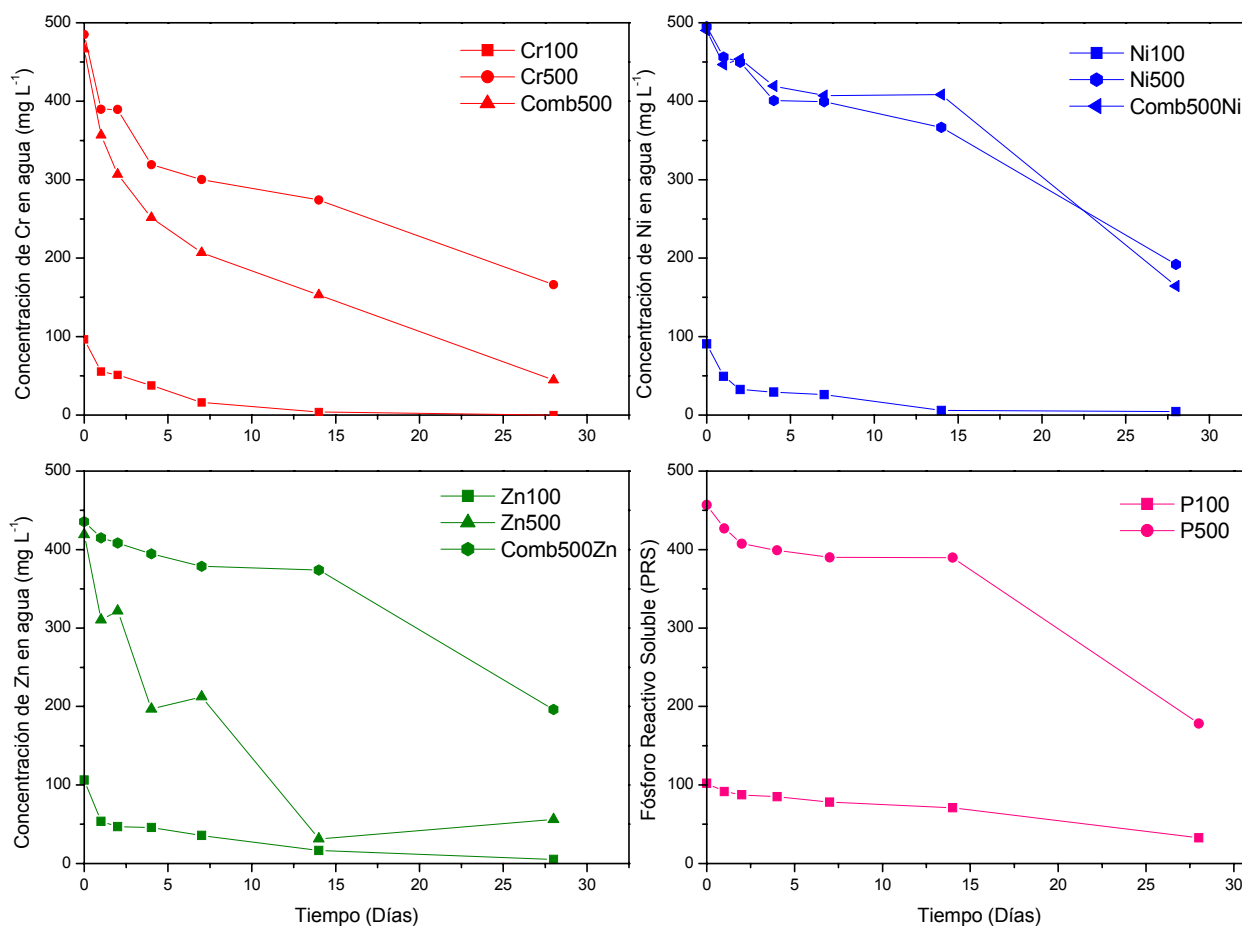 Concentración de Cr en agua (mg L-1)
500
400
300
200
100
0
0 5 10 15 20 25 30
Cr100
Cr500
Comb500
Concentración de Ni en agua (mg L-1)
500
400
300
200
100
0
0 5 10 15 20 25 30
Ni100
Ni500
Comb500Ni
Concentración de Zn en agua (mg L-1)
500
400
300
200
100
0
0 5 10 15 20 25 30
Zn100
Zn500
Comb500Zn
Tiempo (Días)
Fósforo Reactivo Soluble (PRS)
500
400
300
200
100
0
0 5 10 15 20 25 30
P100
P500
Tiempo (Días)